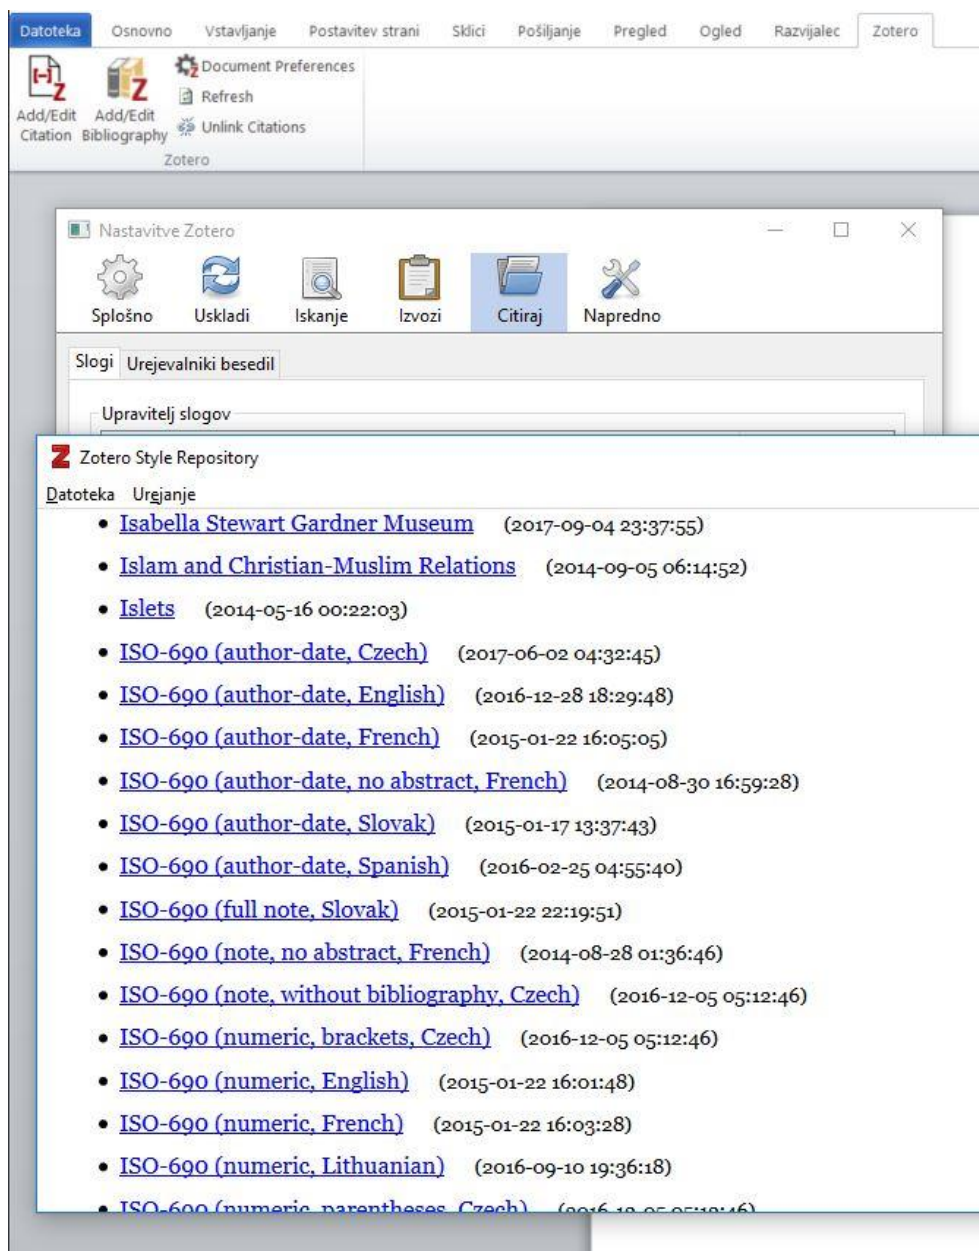 Datoteka Osnovno Vstavljanje Postavitev strani Sklici Pošiljanje Pregled Ogled Razvijalec Zotero
Add/Edit Citation
Add/Edit Bibliography
Document Preferences
Refresh
Unlink Citations
Zotero
Nastavitve Zotero
Splošno Uskladi Iskanje Izvozi Citiraj Napredno
Slogi Urejevalniki besedil
Upravitelj slogov
Zotero Style Repository
Datoteka Urejanje
Isabella Stewart Gardner Museum (2017-09-04 23:37:55)
Islam and Christian-Muslim Relations (2014-09-05 06:14:52)
Islets (2014-05-16 00:22:03)
ISO-690 (author-date, Czech) (2017-06-02 04:32:45)
ISO-690 (author-date, English) (2016-12-28 18:29:48)
ISO-690 (author-date, French) (2015-01-22 16:05:05)
ISO-690 (author-date, no abstract, French) (2014-08-30 16:59:28)
ISO-690 (author-date, Slovak) (2015-01-17 13:37:43)
ISO-690 (author-date, Spanish) (2016-02-25 04:55:40)
ISO-690 (full note, Slovak) (2015-01-22 22:19:51)
ISO-690 (note, no abstract, French) (2014-08-28 01:36:46)
ISO-690 (note, without bibliography, Czech) (2016-12-05 05:12:46)
ISO-690 (numeric, brackets, Czech) (2016-12-05 05:12:46)
ISO-690 (numeric, English) (2015-01-22 16:01:48)
ISO-690 (numeric, French) (2015-01-22 16:03:28)
ISO-690 (numeric, Lithuanian) (2016-09-10 19:36:18)
ISO-690 (numeric, parentheses, Czech) (2016-12-05 05:12:46)